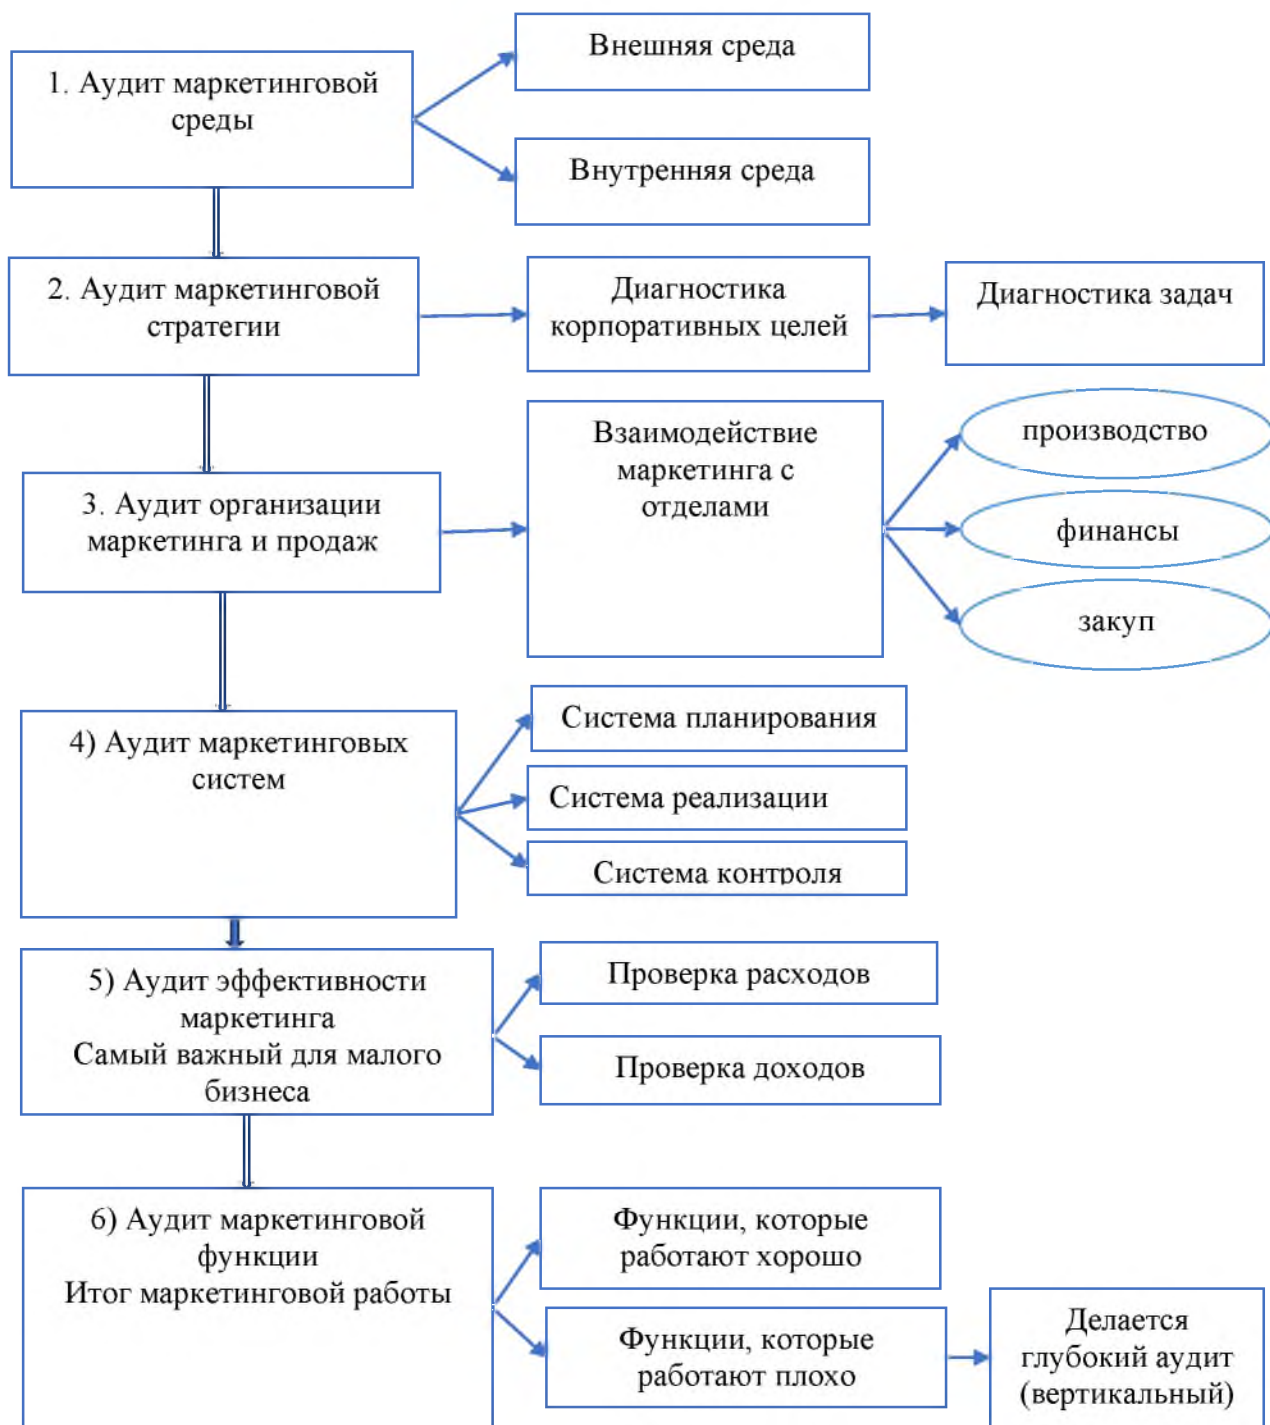 1. Аудит маркетинговой
среды
Внешняя среда
Внутренняя среда
2. Аудит маркетинговой
стратегии
Диагностика
корпоративных целей
Диагностика задач
3. Аудит организации
маркетинга и продаж
Взаимодействие
маркетинга с
отделами
производство
финансы
закуп
4) Аудит маркетинговых
систем
Система планирования
Система реализации
Система контроля
5) Аудит эффективности
маркетинга
Самый важный для малого
бизнеса
Проверка расходов
Проверка доходов
6) Аудит маркетинговой
функции
Итог маркетинговой работы
Функции, которые
работают хорошо
Функции, которые
работают плохо
Делается
глубокий аудит
(вертикальный)